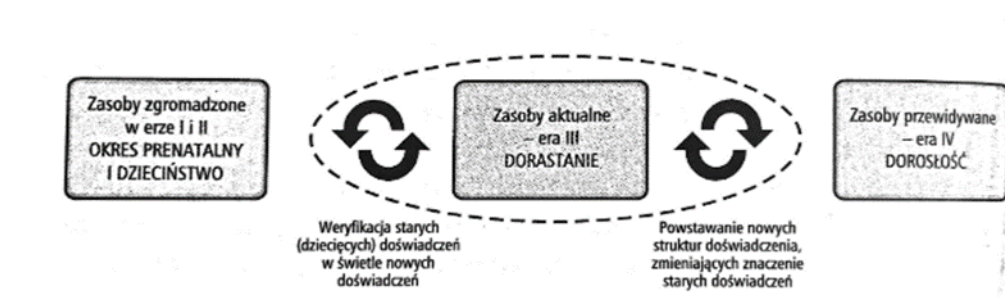 Zasoby zgromadzone
w erze I i II
OKRES PRENATALNY
I DZIECIŃSTWO
Zasoby aktualne
– era III
DORASTANIE
Zasoby przewidywane
– era IV
DOROSŁOŚĆ
Weryfikacja starych
(dziecięcych) doświadczeń
w świetle nowych
doświadczeń
Powstawanie nowych
struktur doświadczenia,
zmieniających znaczenie
starych doświadczeń